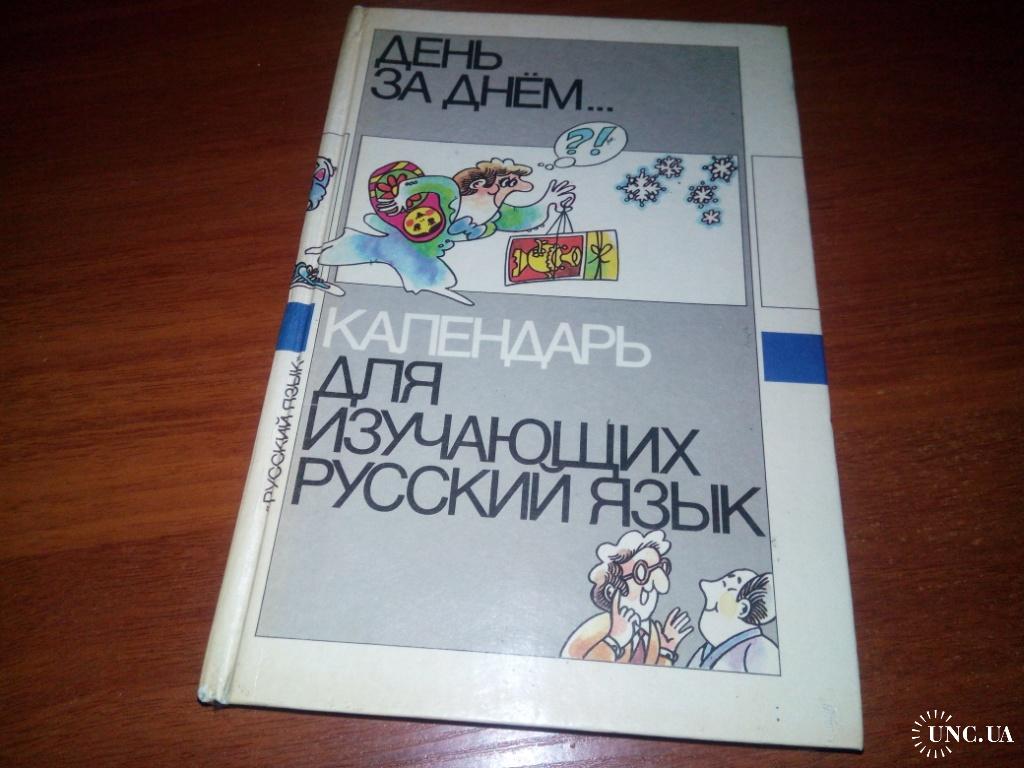 ДЕНЬ
ЗА ДНЁМ...
?!
КАЛЕНДАРЬ
ДЛЯ
ИЗУЧАЮЩИХ
РУССКИЙ ЯЗЫК
«РУССКИЙ ЯЗЫК»
UNC.UA